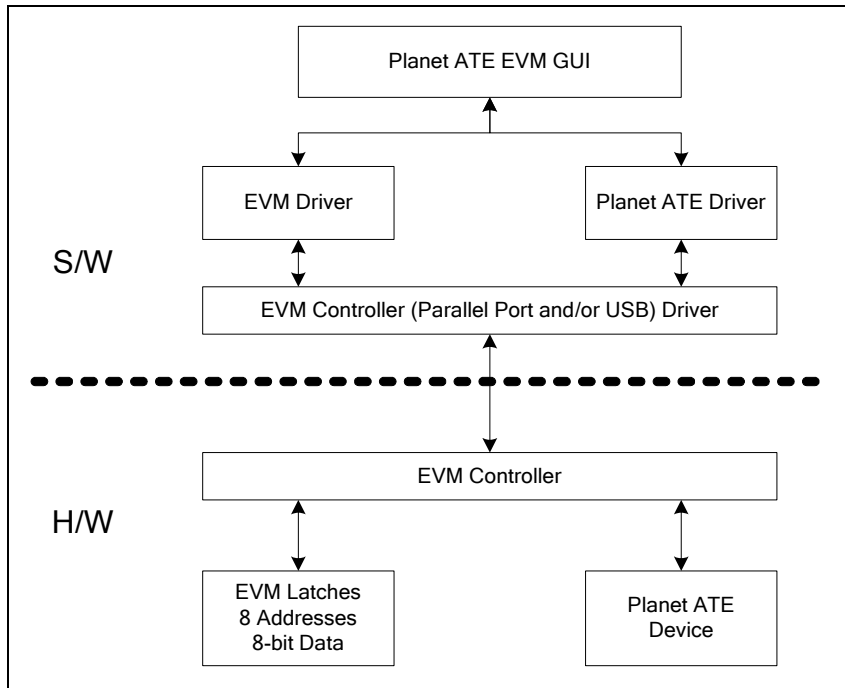 Planet ATE EVM GUI
EVM Driver
Planet ATE Driver
S/W
EVM Controller (Parallel Port and/or USB) Driver
EVM Controller
H/W
EVM Latches
8 Addresses
8-bit Data
Planet ATE
Device